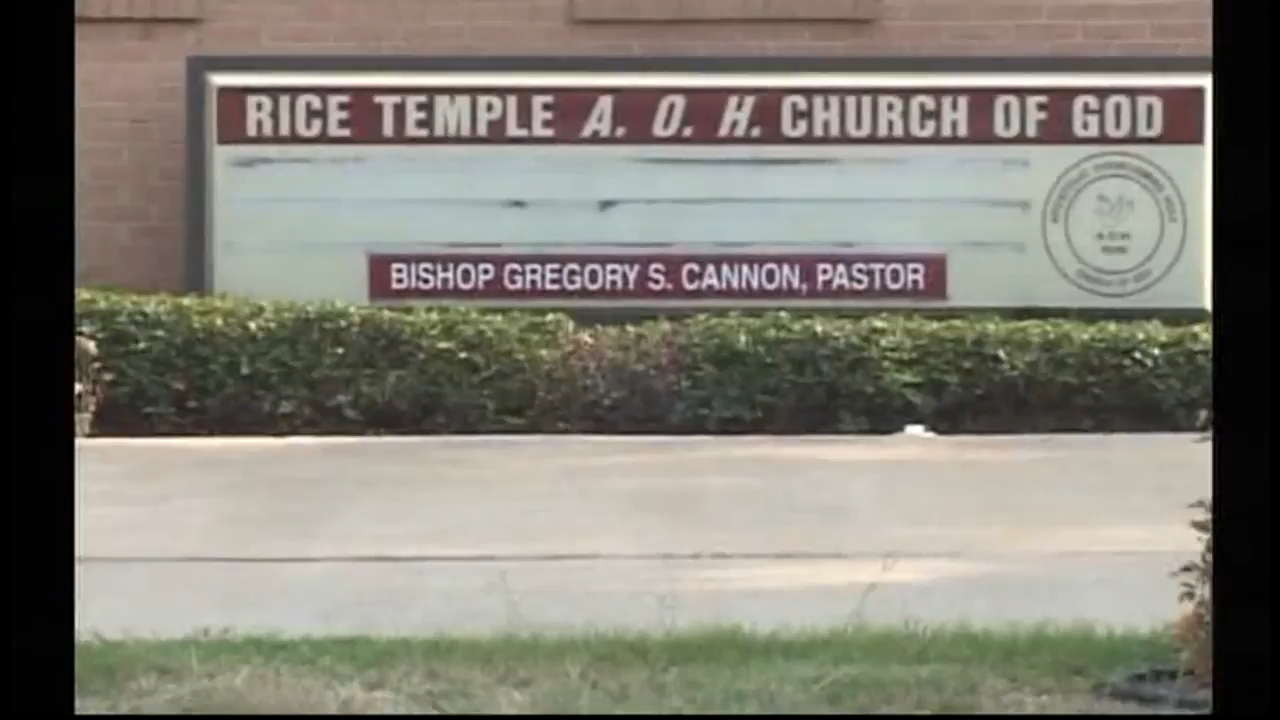 RICE TEMPLE A. O. H. CHURCH OF GOD
BISHOP GREGORY S. CANNON, PASTOR